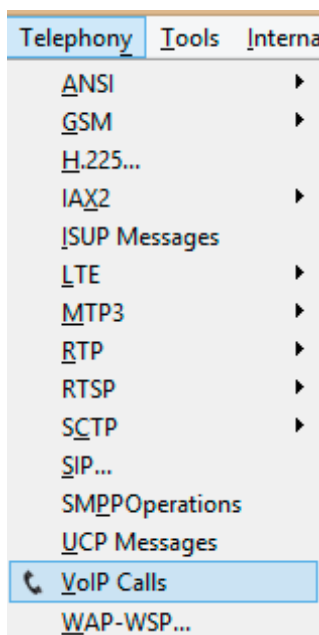 Telephony Tools Interna
ANSI
GSM
H.225...
IAX2
ISUP Messages
LTE
MTP3
RTP
RTSP
SCTP
SIP...
SMPPOperations
UCP Messages
VoIP Calls
WAP-WSP...